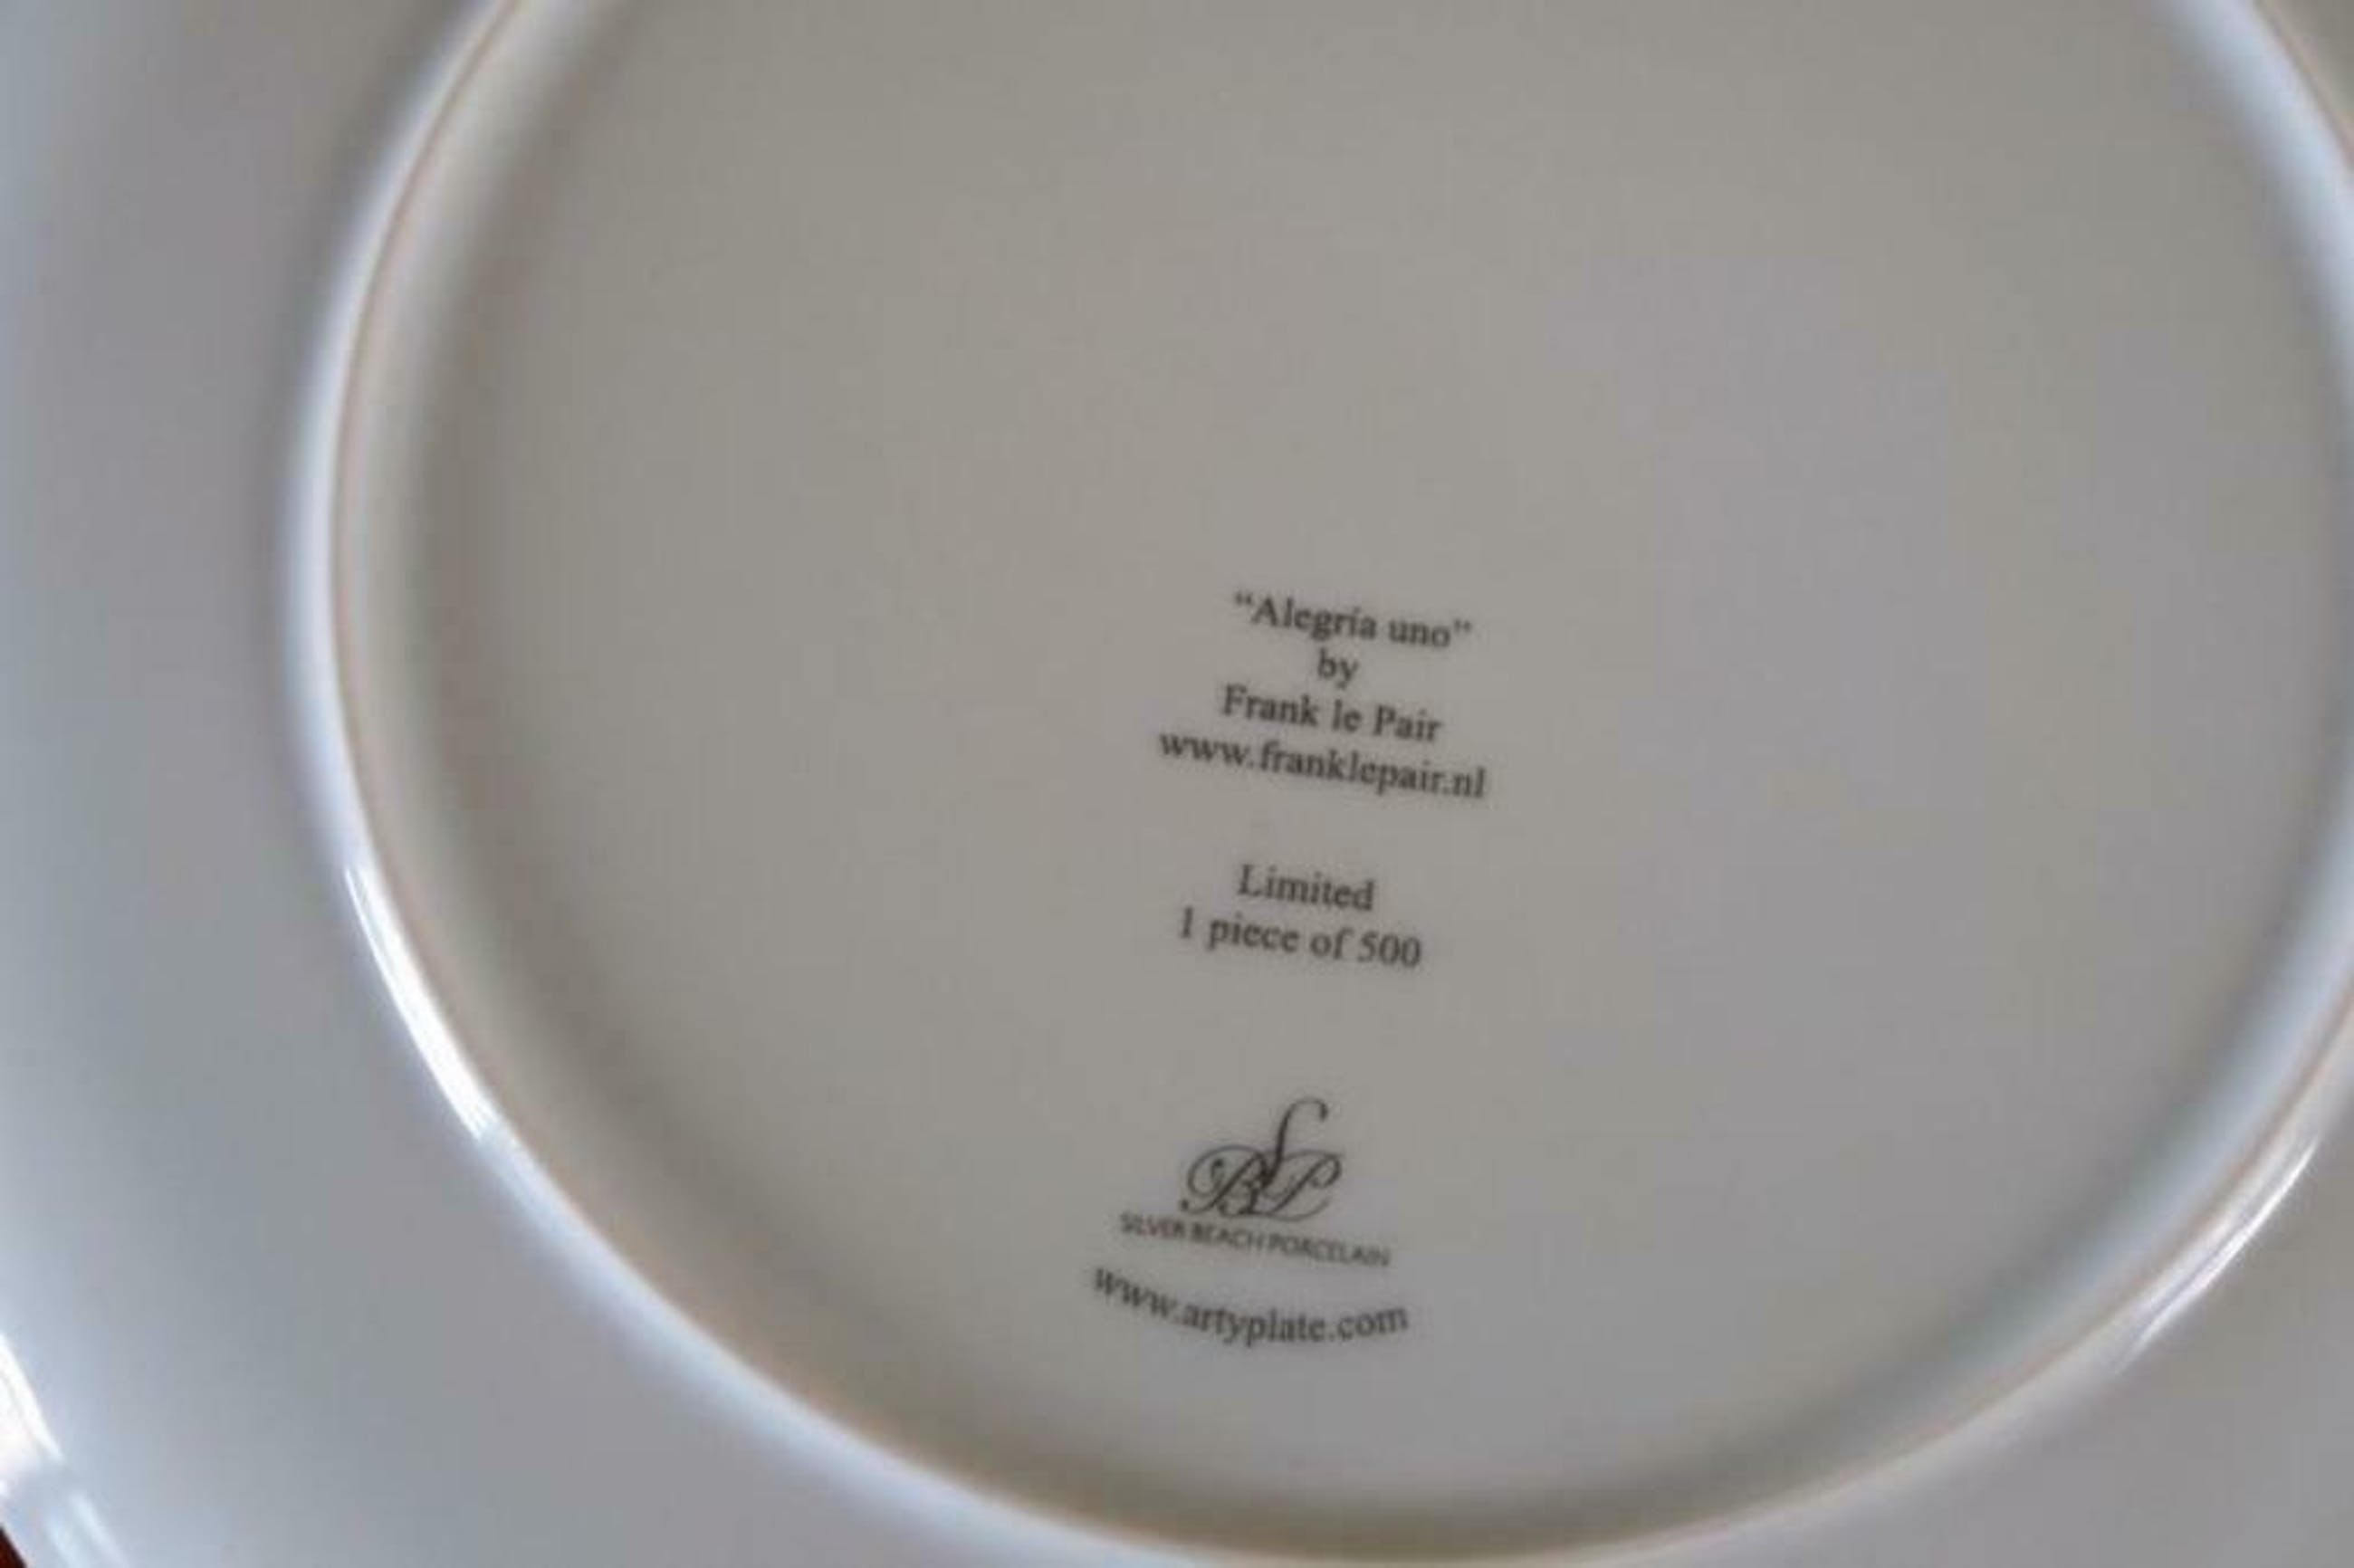 “Alegría uno”
by
Frank le Pair
www.franklepair.nl
Limited
1 piece of 500
SBP
SILVER BEACH PORCELAIN
www.artyplate.com